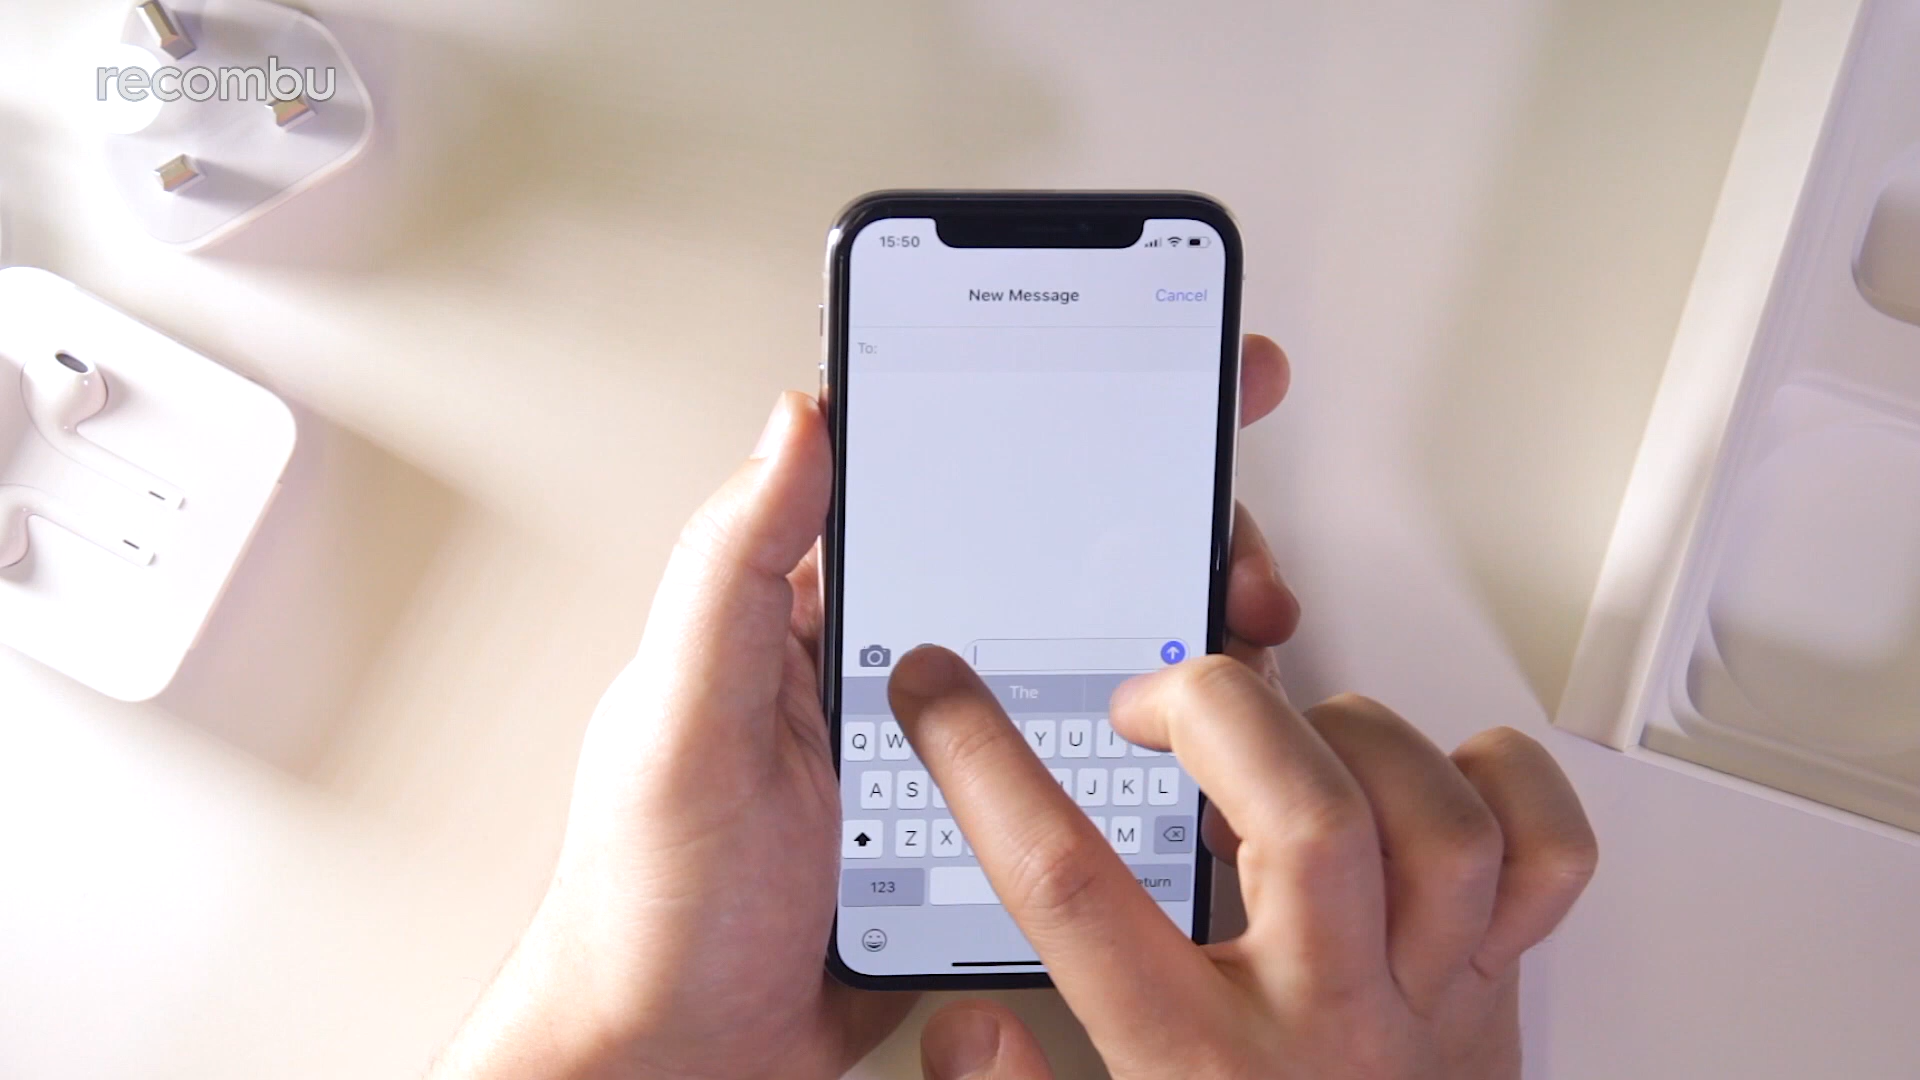 recombu
15:50
New Message
Cancel
To:
The
Q W Y U I
A S J K L
Z X M
123